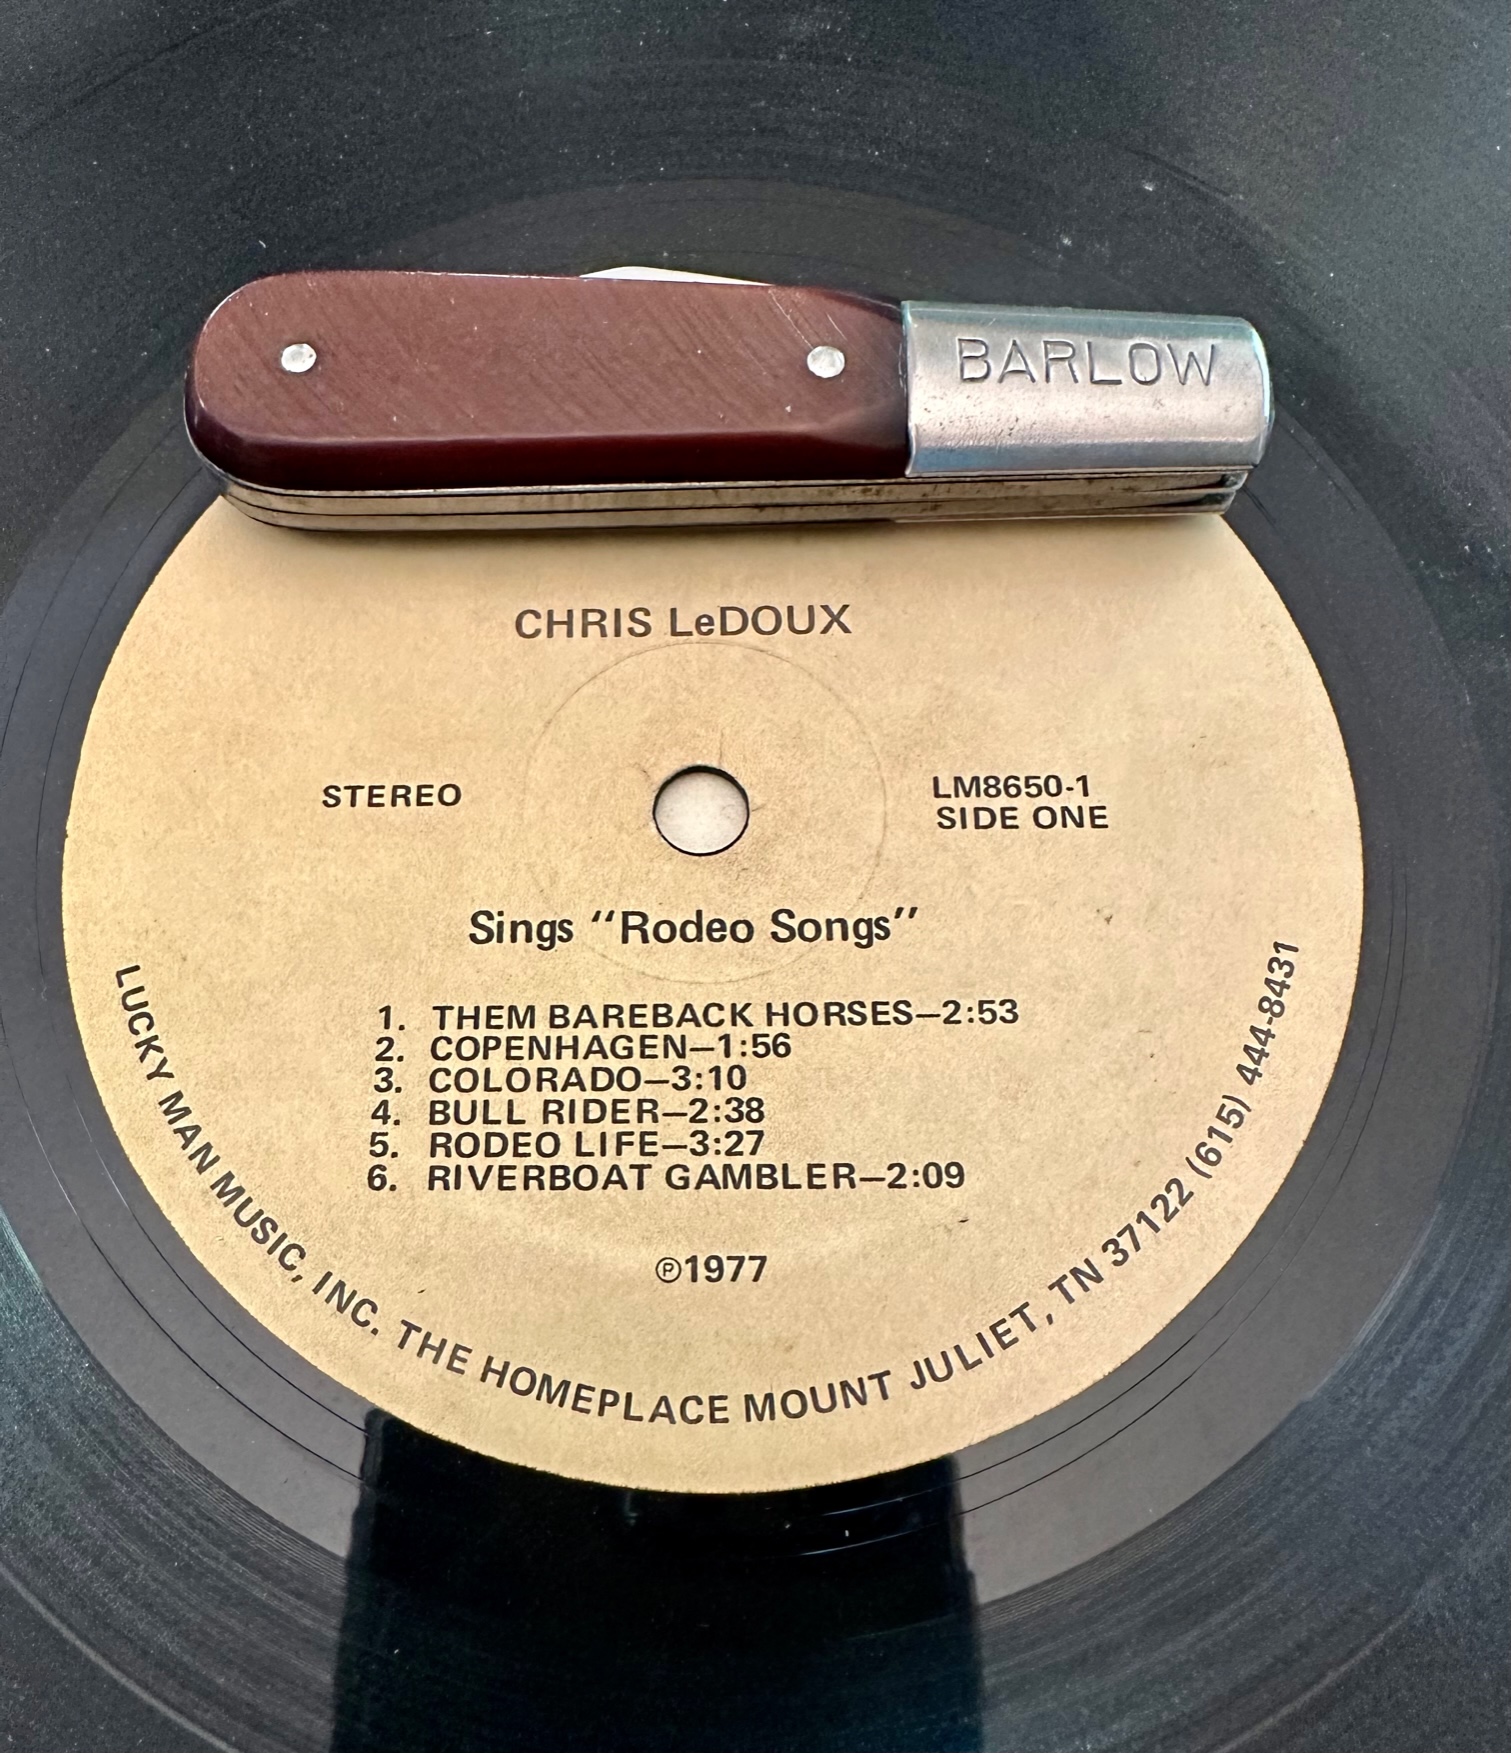 BARLOW
CHRIS LeDOUX
STEREO
LM8650-1
SIDE ONE
Sings “Rodeo Songs”
1. THEM BAREBACK HORSES—2:53
2. COPENHAGEN—1:56
3. COLORADO—3:10
4. BULL RIDER—2:38
5. RODEO LIFE—3:27
6. RIVERBOAT GAMBLER—2:09
℗1977
LUCKY MAN MUSIC, INC. THE HOMEPLACE MOUNT JULIET, TN 37122 (615) 444-8431